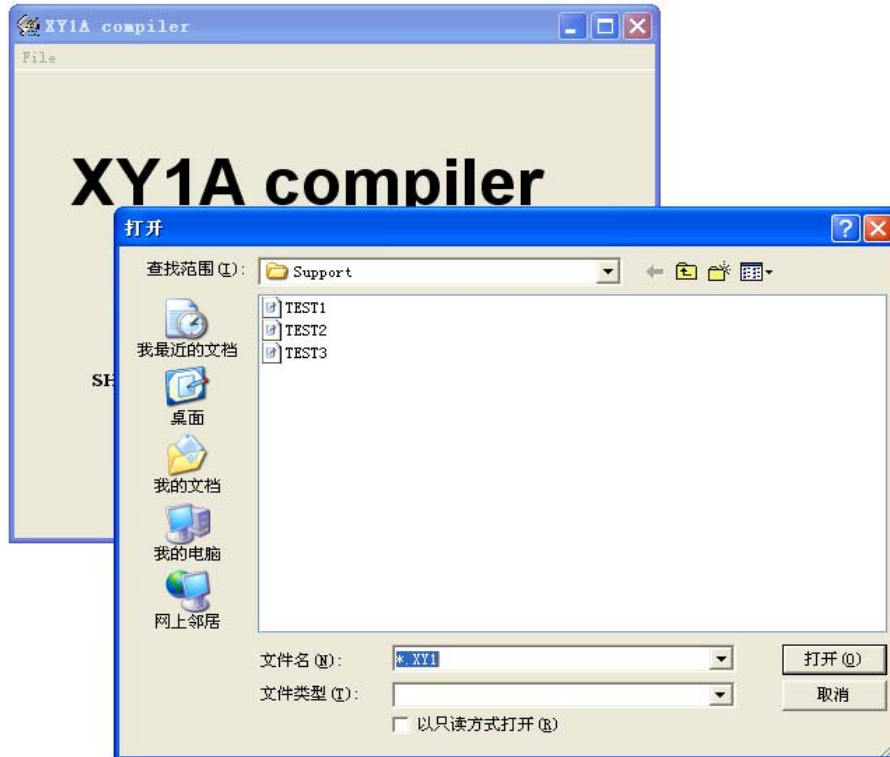 XY1A compiler
File
XY1A compiler
打开
查找范围(I):
Support
TEST1
TEST2
TEST3
我最近的文档
SH
桌面
我的文档
我的电脑
网上邻居
文件名(N):
*.XY1
打开(O)
文件类型(T):
取消
以只读方式打开(R)